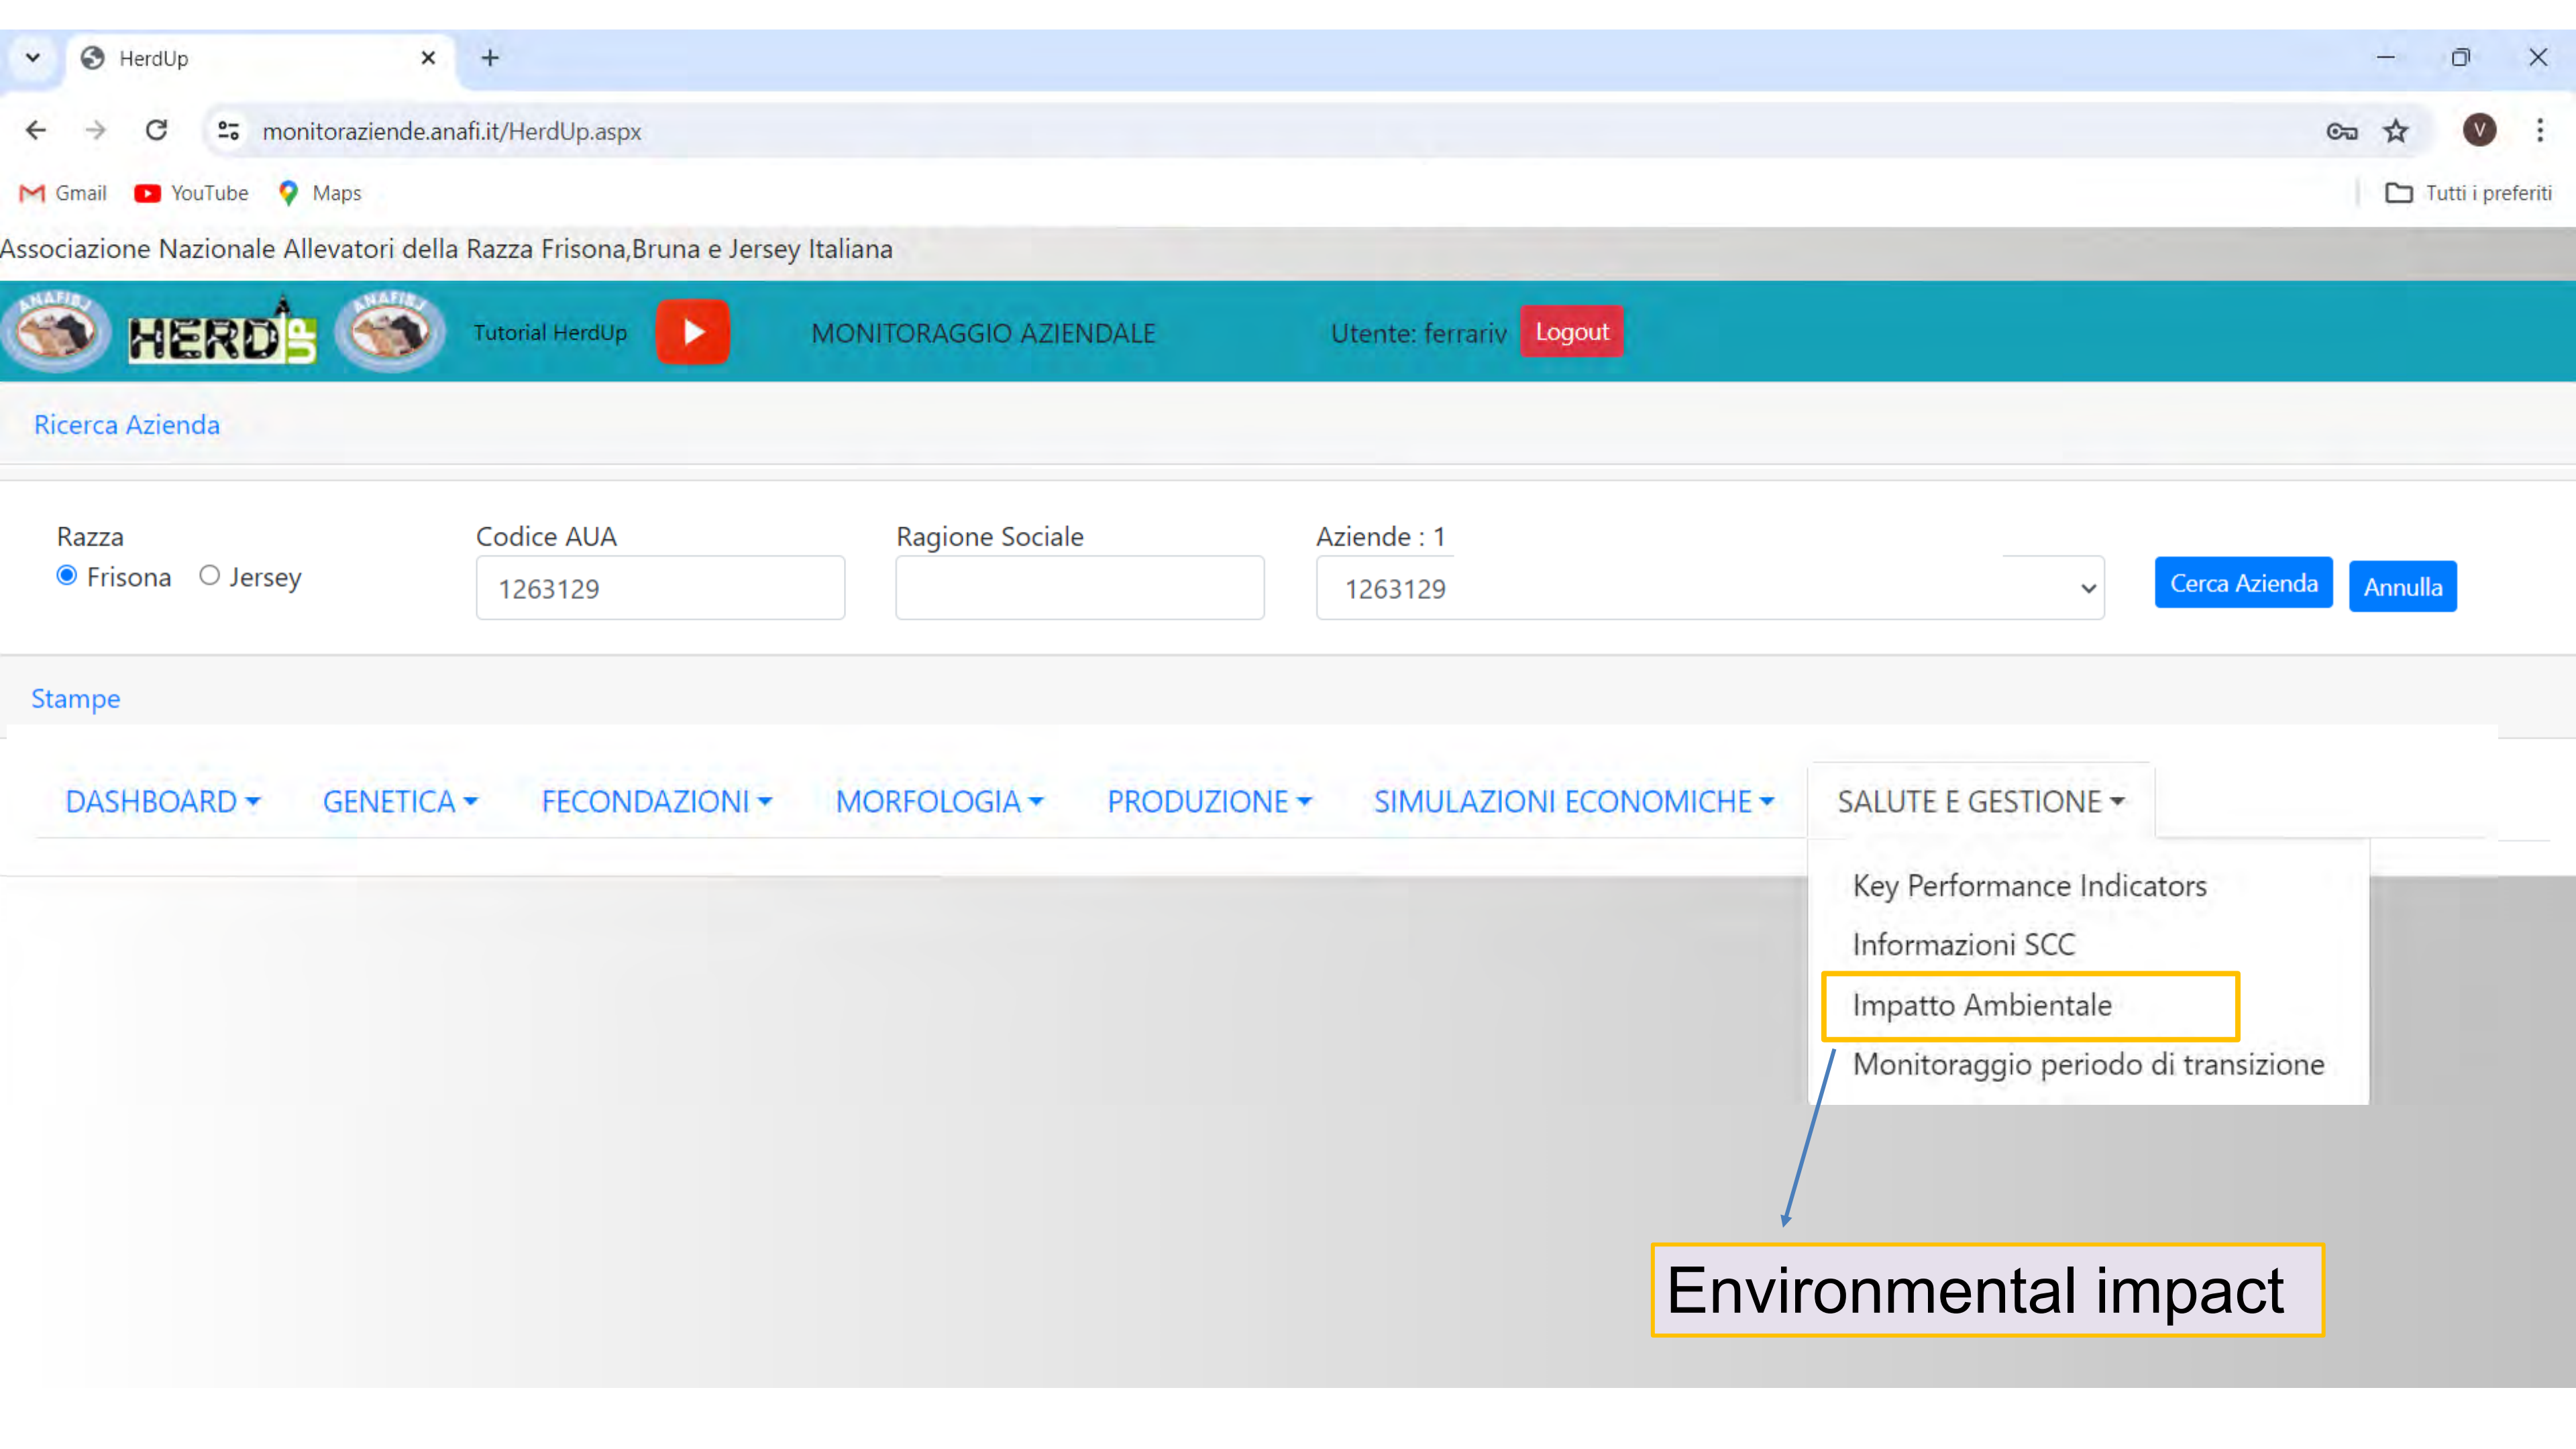 HerdUp
monitoraziende.anafi.it/HerdUp.aspx
V
Gmail YouTube Maps
Tutti i preferiti
Associazione Nazionale Allevatori della Razza Frisona,Bruna e Jersey Italiana
ANAFIBJ HERDUP ANAFIBJ Tutorial HerdUp MONITORAGGIO AZIENDALE Utente: ferrariv Logout
Ricerca Azienda
Razza Codice AUA Ragione Sociale Aziende : 1
Frisona Jersey 1263129 1263129 Cerca Azienda Annulla
Stampe
DASHBOARD GENETICA FECONDAZIONI MORFOLOGIA PRODUZIONE SIMULAZIONI ECONOMICHE SALUTE E GESTIONE
Key Performance Indicators
Informazioni SCC
Impatto Ambientale
Monitoraggio periodo di transizione
Environmental impact